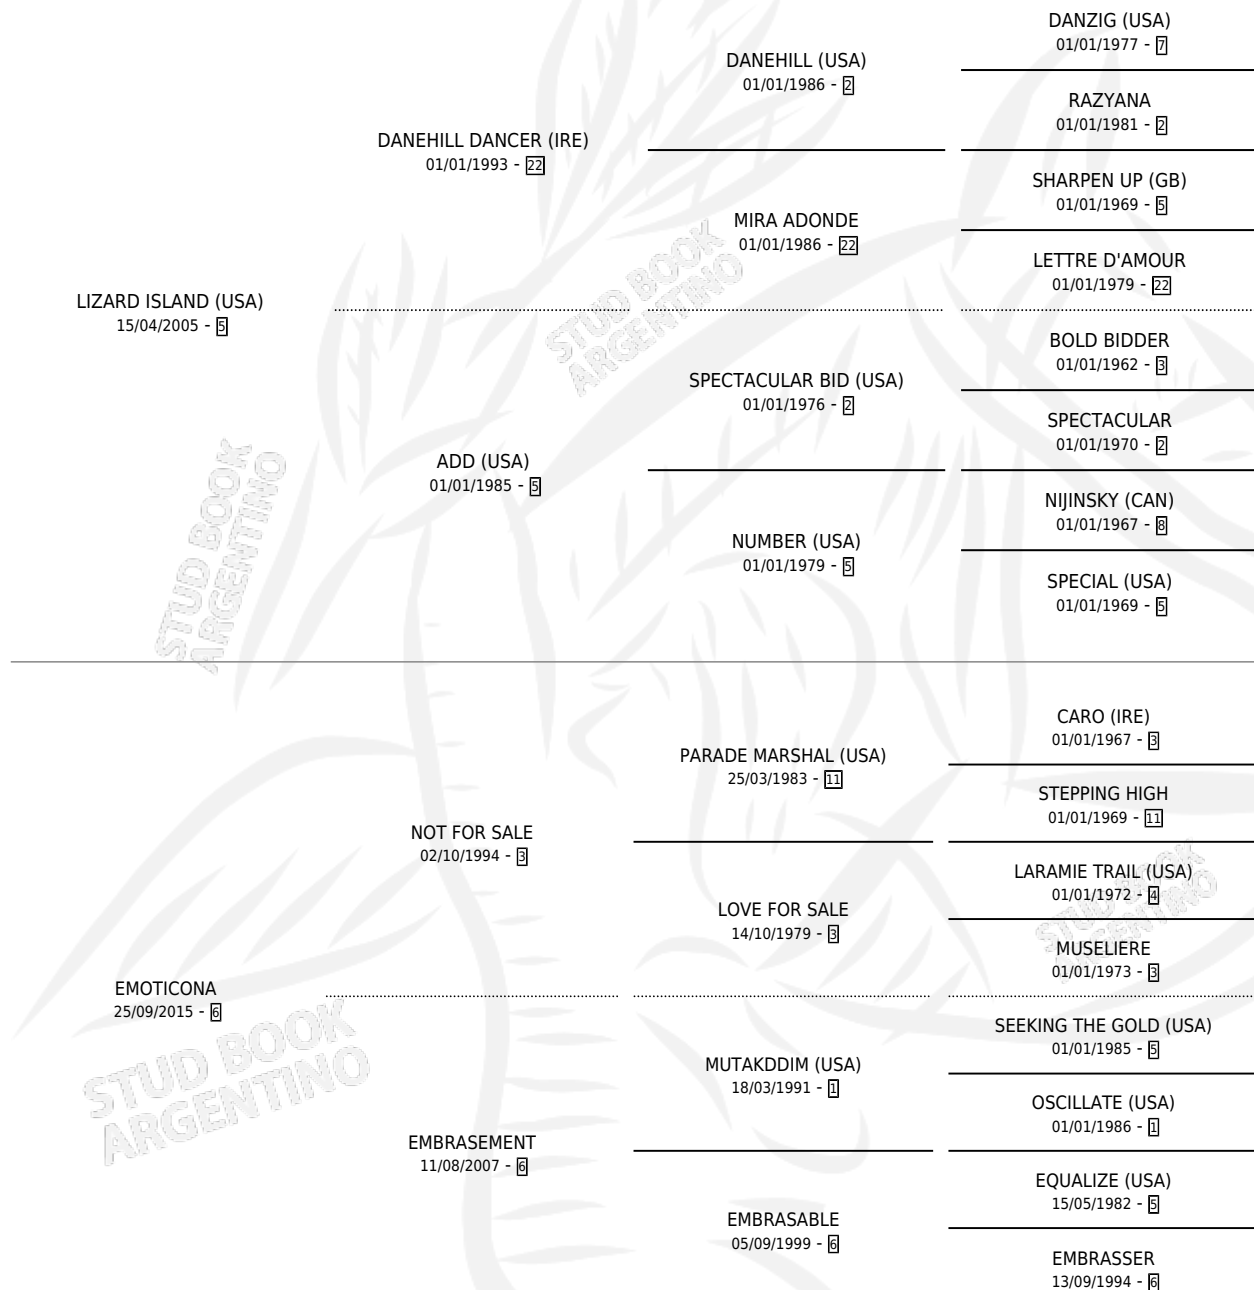 DANZIG (USA)
01/01/1977 - 7
DANEHILL (USA)
01/01/1986 - 2
RAZYANA
01/01/1981 - 2
DANEHILL DANCER (IRE)
01/01/1993 - 22
SHARPEN UP (GB)
01/01/1969 - 5
MIRA ADONDE
01/01/1986 - 22
LETTRE D'AMOUR
01/01/1979 - 22
LIZARD ISLAND (USA)
15/04/2005 - 5
BOLD BIDDER
01/01/1962 - 3
SPECTACULAR BID (USA)
01/01/1976 - 2
SPECTACULAR
01/01/1970 - 2
ADD (USA)
01/01/1985 - 5
NIJINSKY (CAN)
01/01/1967 - 8
NUMBER (USA)
01/01/1979 - 5
SPECIAL (USA)
01/01/1969 - 5
CARO (IRE)
01/01/1967 - 3
PARADE MARSHAL (USA)
25/03/1983 - 11
STEPPING HIGH
01/01/1969 - 11
NOT FOR SALE
02/10/1994 - 3
LARAMIE TRAIL (USA)
01/01/1972 - 4
LOVE FOR SALE
14/10/1979 - 3
MUSELIERE
01/01/1973 - 3
EMOTICONA
25/09/2015 - 6
SEEKING THE GOLD (USA)
01/01/1985 - 5
MUTAKDDIM (USA)
18/03/1991 - 1
OSCILLATE (USA)
01/01/1986 - 1
EMBRASEMENT
11/08/2007 - 6
EQUALIZE (USA)
15/05/1982 - 5
EMBRASABLE
05/09/1999 - 6
EMBRASSER
13/09/1994 - 6
STUD BOOK
ARGENTINO
STUD BOOK
ARGENTINO
STUD BOOK
ARGENTINO
STUD BOOK
ARGENTINO